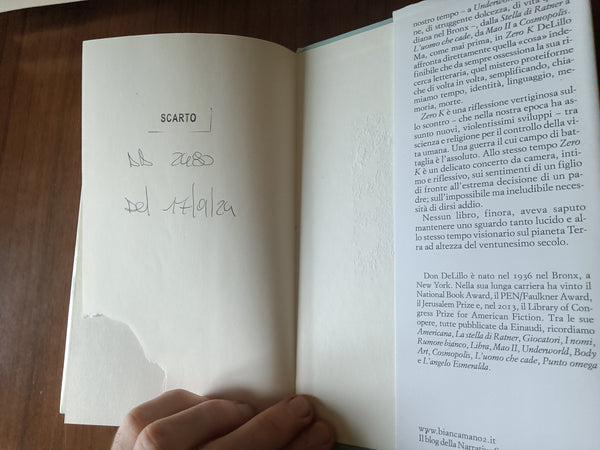 SCARTO
DD 2480
Del 17/9/24
nostro tempo – a Underworld
ne, di struggente dolcezza, di vita quoti-
diana nel Bronx –, dalla Stella di Ratner a
L'uomo che cade, da Mao II a Cosmopolis.
Ma, come mai prima, in Zero K DeLillo
affronta direttamente quella «cosa» inde-
finibile che da sempre ossessiona la sua ri-
cerca letteraria, quel mistero proteiforme
che di volta in volta, semplificando, chia-
miamo tempo, identità, linguaggio, me-
moria, morte.
Zero K è una riflessione vertiginosa sul-
lo scontro – che nella nostra epoca ha as-
sunto nuovi, violentissimi sviluppi – tra
scienza e religione per il controllo della vi-
ta umana. Una guerra il cui campo di bat-
taglia è l'assoluto. Allo stesso tempo Zero
K è un delicato concerto da camera, inti-
mo e riflessivo, sui sentimenti di un figlio
di fronte all'estrema decisione di un pa-
dre; sull'impossibile ma ineludibile neces-
sità di dirsi addio.
Nessun libro, finora, aveva saputo
mantenere uno sguardo tanto lucido e al-
lo stesso tempo visionario sul pianeta Ter-
ra ad altezza del ventunesimo secolo.
Don DeLillo è nato nel 1936 nel Bronx, a
New York. Nella sua lunga carriera ha vinto il
National Book Award, il PEN/Faulkner Award,
il Jerusalem Prize e, nel 2013, il Library of Con-
gress Prize for American Fiction. Tra le sue
opere, tutte pubblicate da Einaudi, ricordiamo
Americana, La stella di Ratner, Giocatori, I nomi,
Rumore bianco, Libra, Mao II, Underworld, Body
Art, Cosmopolis, L'uomo che cade, Punto omega
e L'angelo Esmeralda.
www.biancamano2.it
Il blog della Narrativa